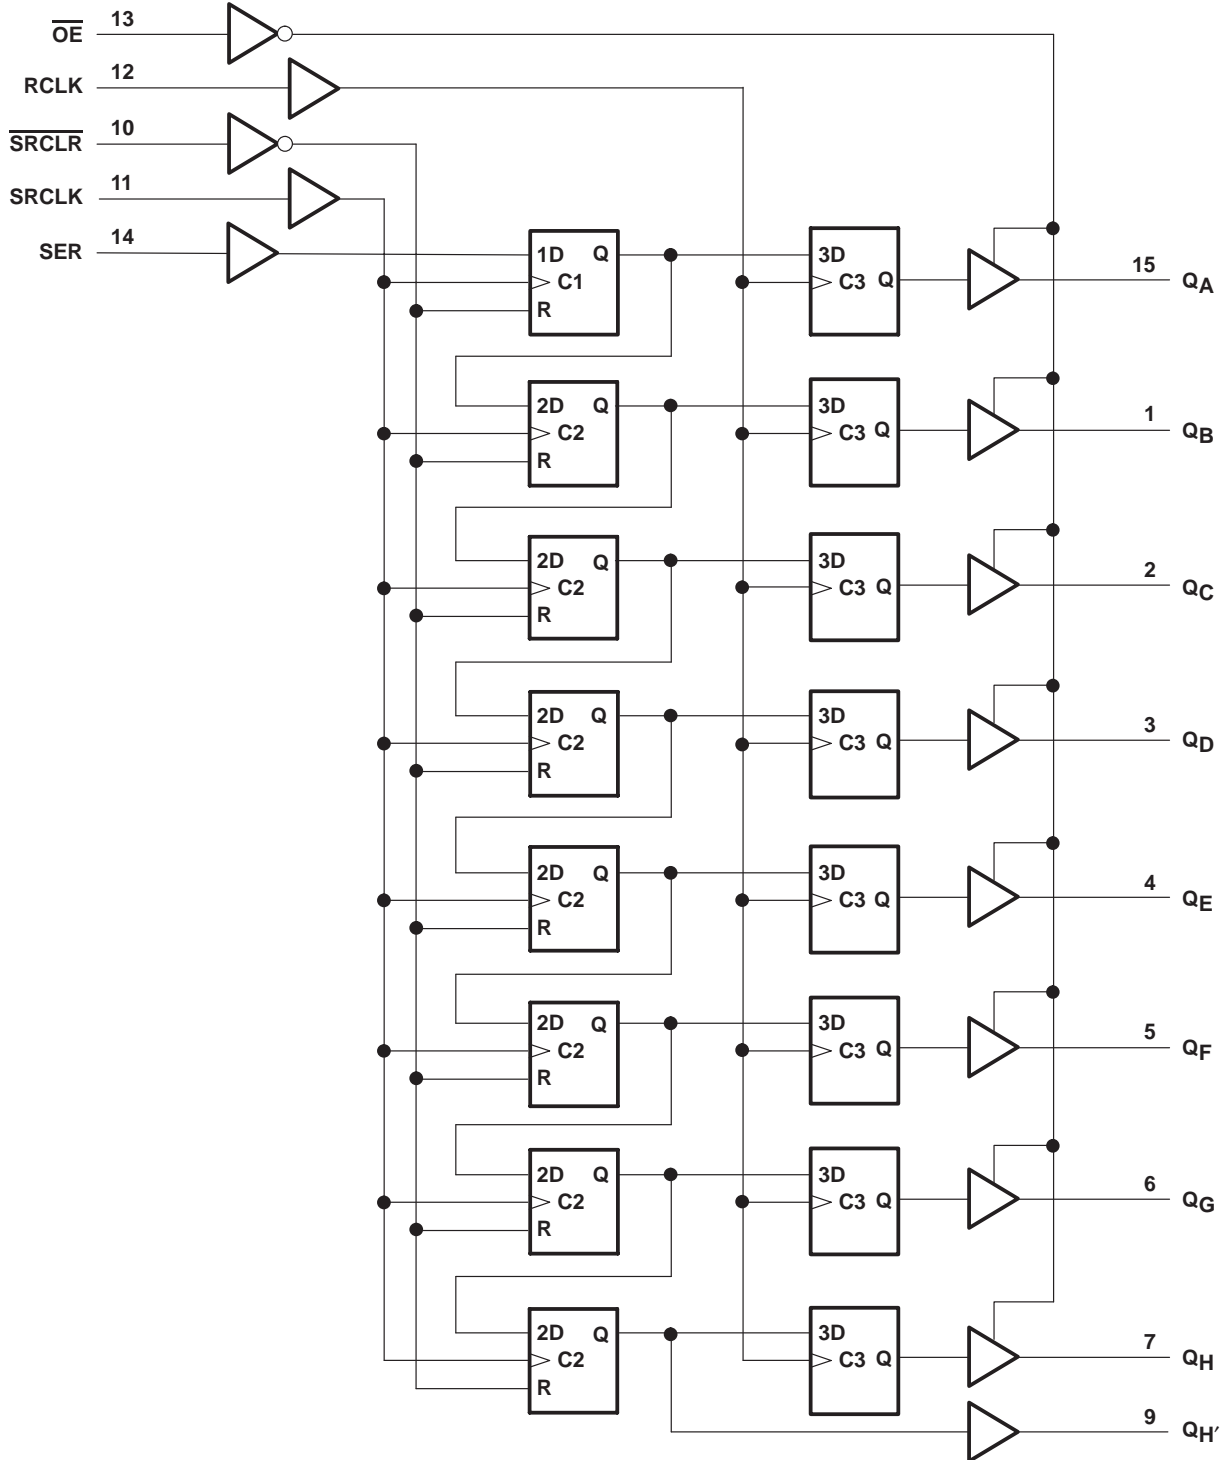 OE 13
RCLK 12
SRCLR 10
SRCLK 11
SER 14
1D Q 3D
C1 C3 Q 15 QA
R
2D Q 3D
C2 C3 Q 1 QB
R
2D Q 3D
C2 C3 Q 2 QC
R
2D Q 3D
C2 C3 Q 3 QD
R
2D Q 3D
C2 C3 Q 4 QE
R
2D Q 3D
C2 C3 Q 5 QF
R
2D Q 3D
C2 C3 Q 6 QG
R
2D Q 3D
C2 C3 Q 7 QH
R
9 QH′